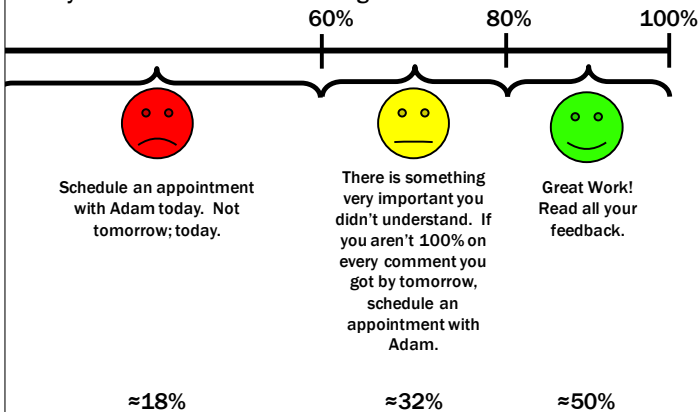 60% 80% 100%
Schedule an appointment
with Adam today. Not
tomorrow; today.
There is something
very important you
didn't understand. If
you aren't 100% on
every comment you
got by tomorrow,
schedule an
appointment with
Adam.
Great Work!
Read all your
feedback.
≈18% ≈32% ≈50%